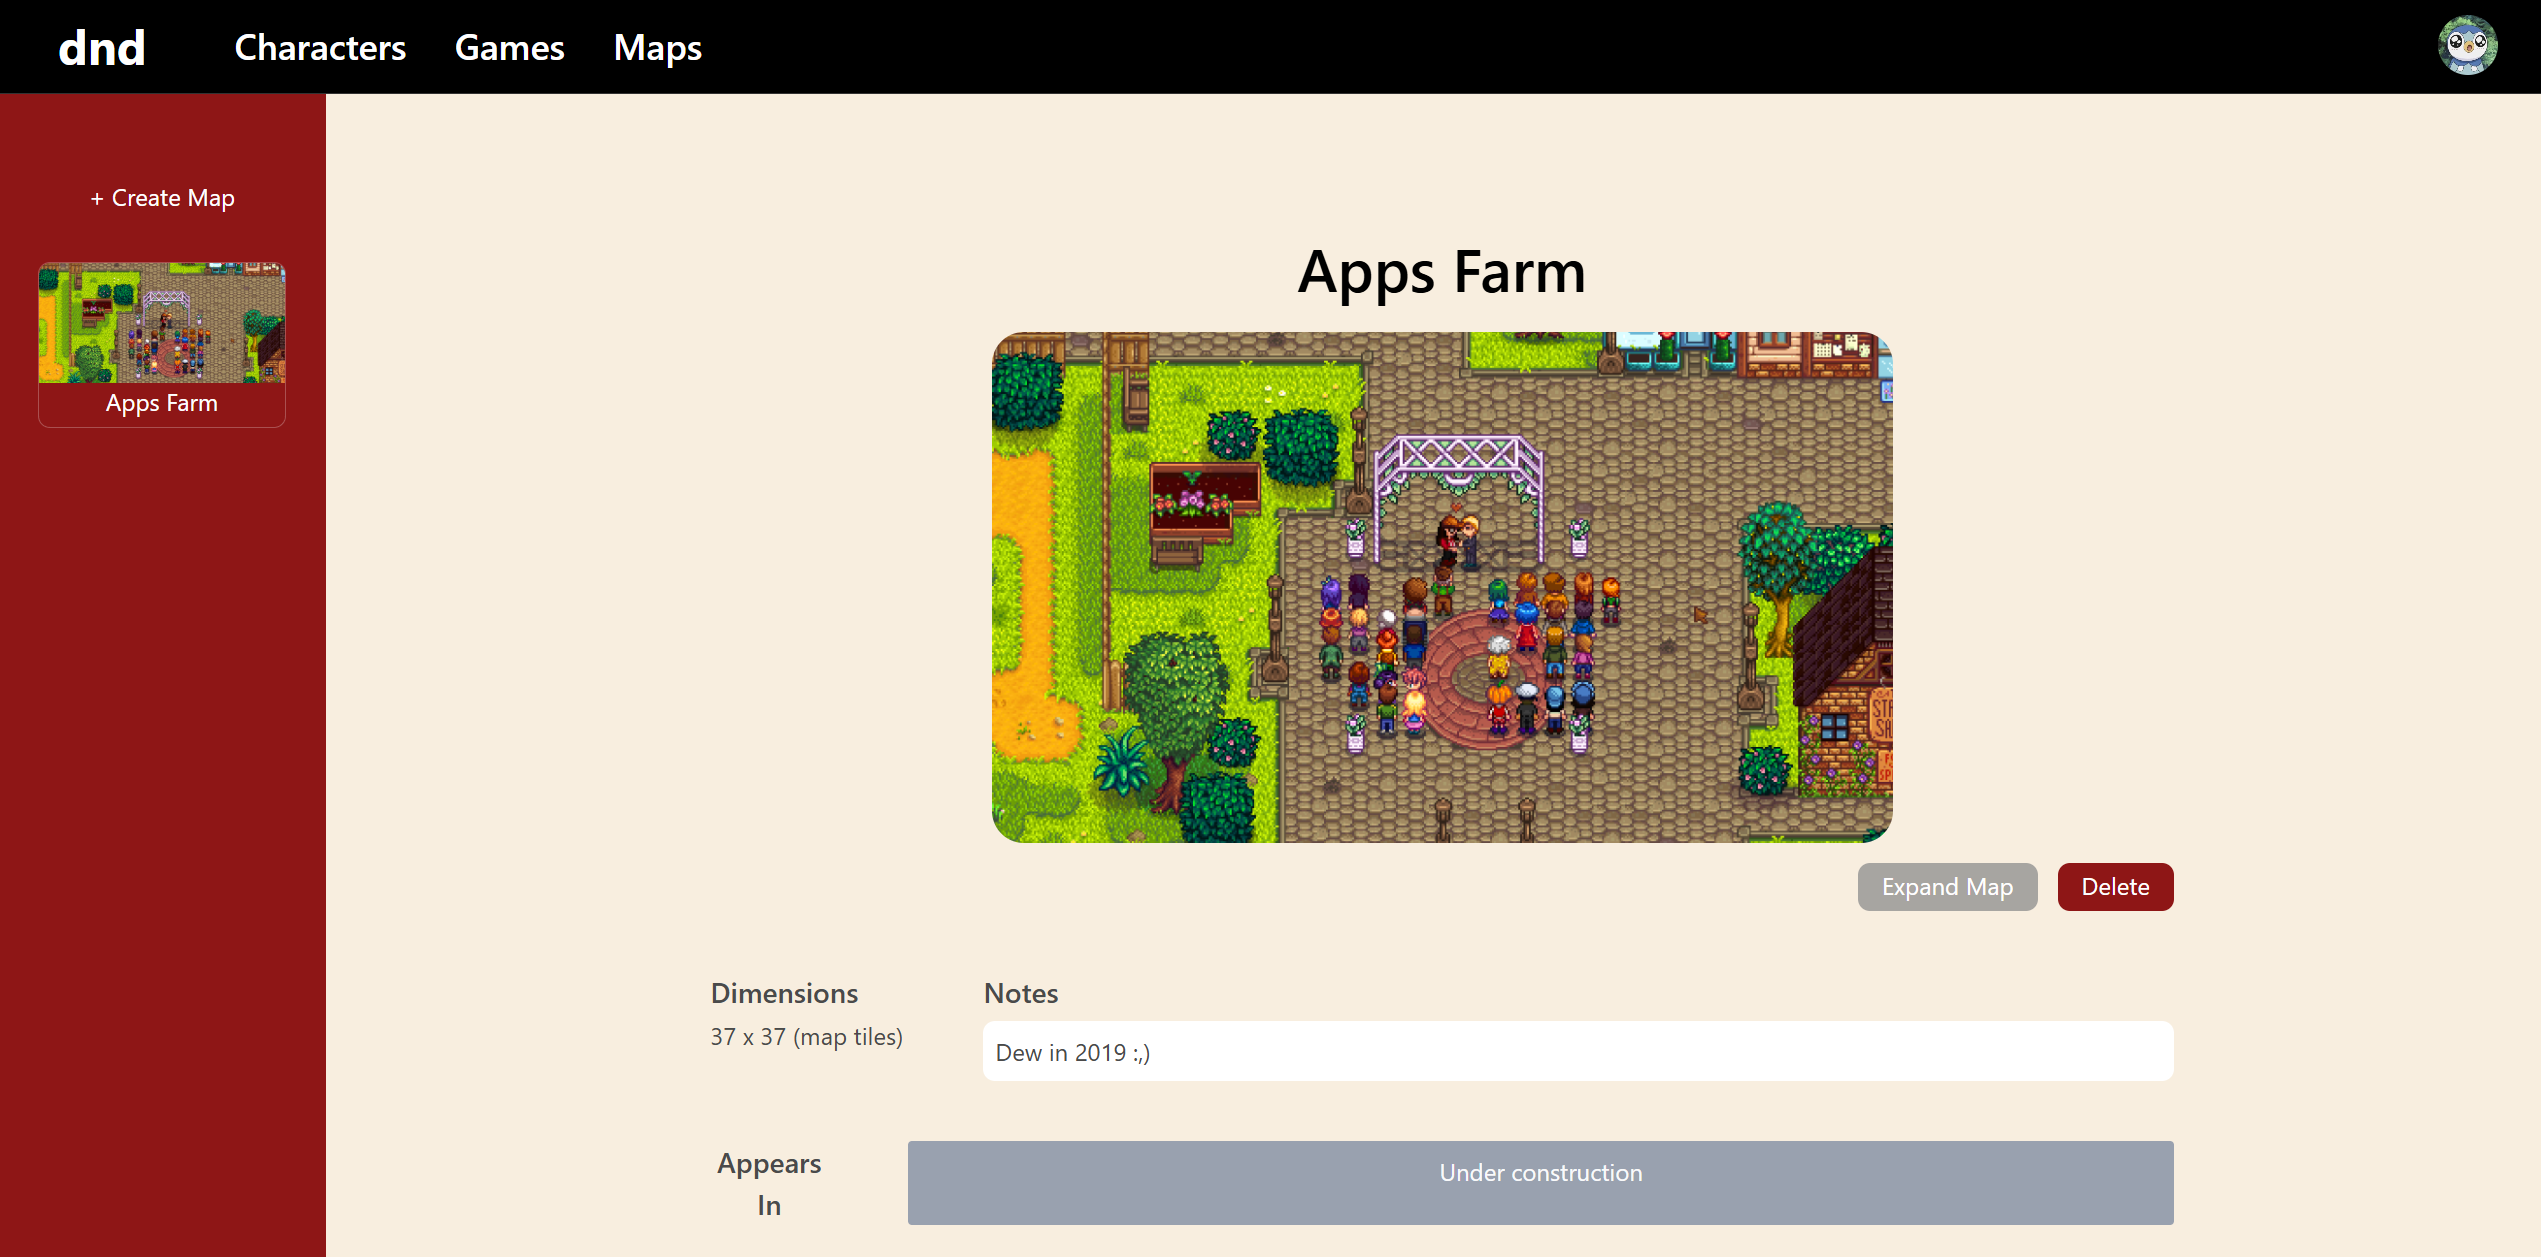 dnd
Characters Games Maps
+ Create Map
Apps Farm
Apps Farm
Expand Map Delete
Dimensions
37 x 37 (map tiles)
Notes
Dew in 2019 :,)
Appears
In
Under construction